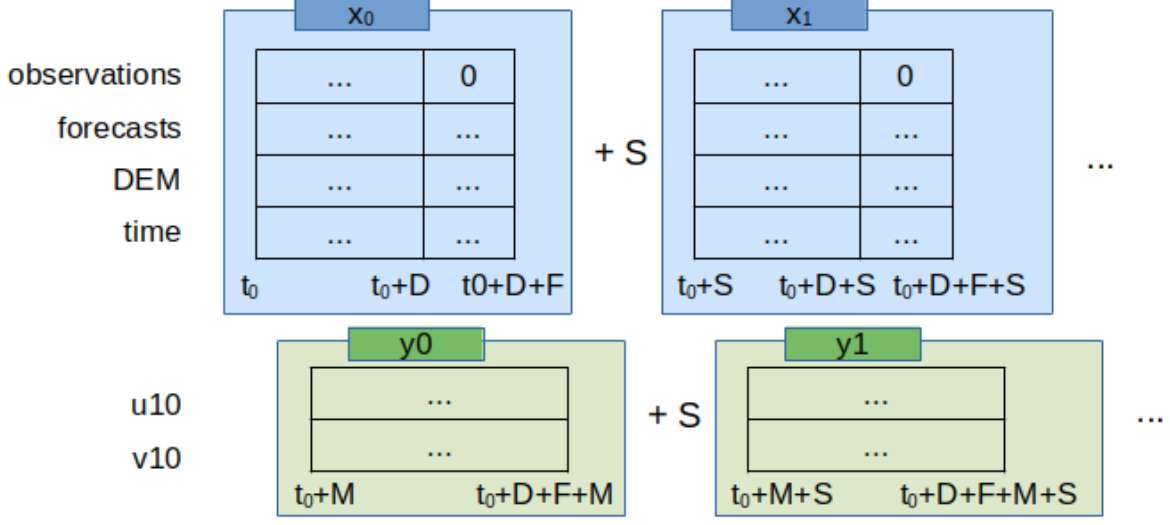 x₀ x₁
observations ... 0 ... 0
forecasts ... ... ... ...
+ S ...
DEM ... ... ... ...
time ... ... ... ...
t₀ t₀+D t0+D+F t₀+S t₀+D+S t₀+D+F+S
y0 y1
u10 ... ...
+ S ...
v10 ... ...
t₀+M t₀+D+F+M t₀+M+S t₀+D+F+M+S